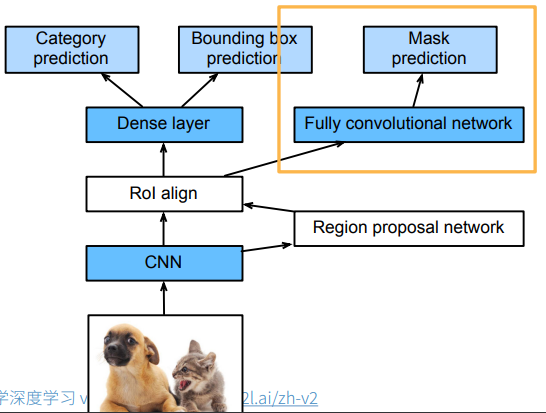 Category
prediction
Bounding box
prediction
Mask
prediction
Dense layer
Fully convolutional network
RoI align
Region proposal network
CNN
学深度学习 v
2l.ai/zh-v2